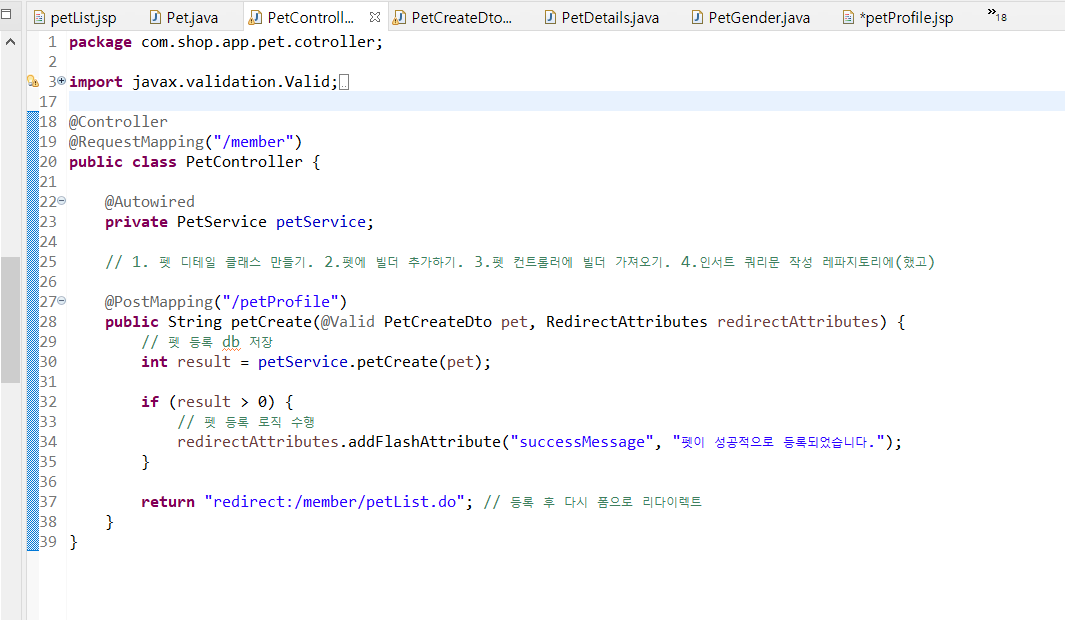 petList.jsp Pet.java PetControll... PetCreateDto... PetDetails.java PetGender.java *petProfile.jsp »18
1 package com.shop.app.pet.cotroller;
2
3 import javax.validation.Valid;
17
18 @Controller
19 @RequestMapping("/member")
20 public class PetController {
21
22 @Autowired
23 private PetService petService;
24
25 // 1. 펫 디테일 클래스 만들기. 2.펫에 빌더 추가하기. 3.펫 컨트롤러에 빌더 가져오기. 4.인서트 쿼리문 작성 레파지토리에(했고)
26
27 @PostMapping("/petProfile")
28 public String petCreate(@Valid PetCreateDto pet, RedirectAttributes redirectAttributes) {
29 // 펫 등록 db 저장
30 int result = petService.petCreate(pet);
31
32 if (result > 0) {
33 // 펫 등록 로직 수행
34 redirectAttributes.addFlashAttribute("successMessage", "펫이 성공적으로 등록되었습니다.");
35 }
36
37 return "redirect:/member/petList.do"; // 등록 후 다시 폼으로 리다이렉트
38 }
39 }